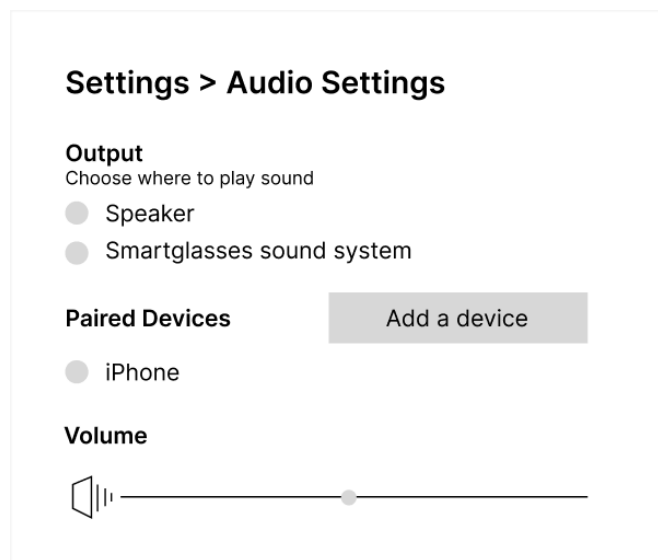 Settings > Audio Settings
Output
Choose where to play sound
Speaker
Smartglasses sound system
Paired Devices
Add a device
iPhone
Volume